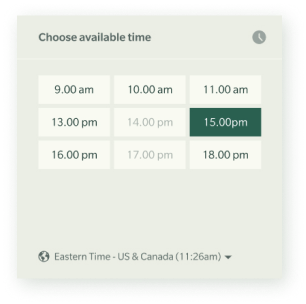 Choose available time
9.00 am 10.00 am 11.00 am
13.00 pm 14.00 pm 15.00pm
16.00 pm 17.00 pm 18.00 pm
Eastern Time - US & Canada (11:26am)